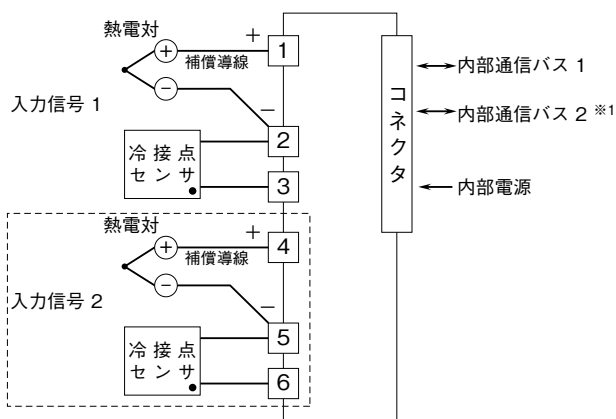 熱電対
+
+
1
補償導線
−
−
入力信号 1
2
冷接点
センサ
3
熱電対
+
+
4
補償導線
−
−
入力信号 2
5
冷接点
センサ
6
コネクタ
内部通信バス 1
内部通信バス 2 ※1
内部電源